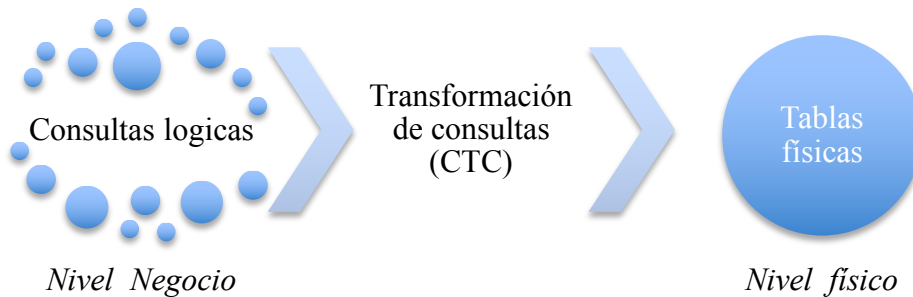 Consultas logicas
Transformación
de consultas
(CTC)
Tablas
físicas
Nivel Negocio
Nivel físico